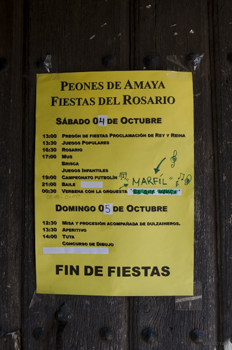 PEONES DE AMAYA
FIESTAS DEL ROSARIO
SÁBADO 04 DE OCTUBRE
13:00 PREGÓN DE FIESTAS PROCLAMACIÓN DE REY Y REINA
13:30 JUEGOS POPULARES
16:30 ROSARIO
17:00 MUS
BRISCA
JUEGOS INFANTILES
19:00 CAMPEONATO FUTBOLÍN
21:00 BAILE
MARFIL
00:30 VERBENA CON LA ORQUESTA
DOMINGO 05 DE OCTUBRE
12:30 MISA Y PROCESIÓN ACOMPAÑADA DE DULZAINEROS.
13:30 APERITIVO
14:00 TUTA
CONCURSO DE DIBUJO
FIN DE FIESTAS